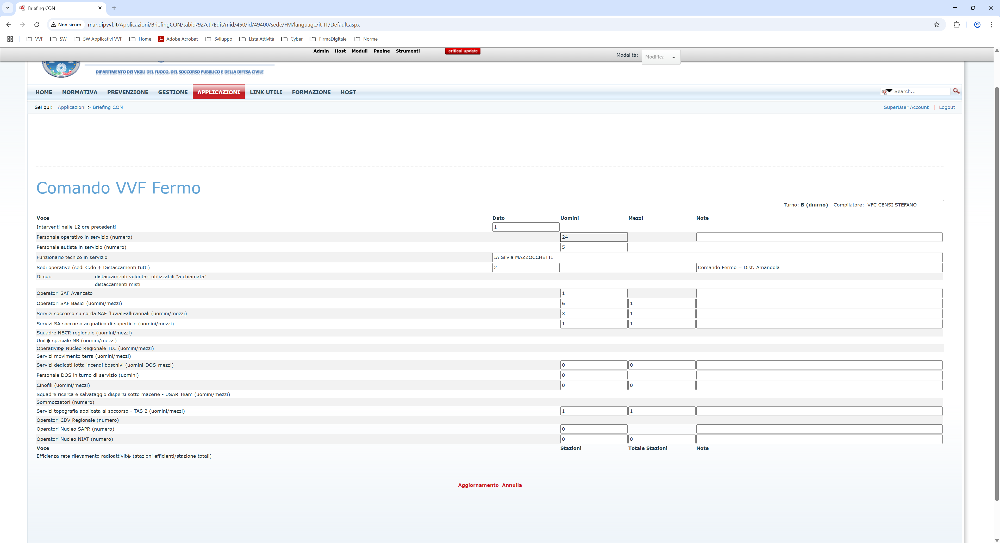 Briefing CON
Non sicuro mar.dipvvf.it/Applicazioni/BriefingCON/tabid/92/ctl/Edit/mid/450/id/49400/sede/FM/language/it-IT/Default.aspx
VVF SW SW Applicativi VVF Home Adobe Acrobat Sviluppo Lista Attività Cyber FirmaDigitale Norme
Admin Host Moduli Pagine Strumenti critical update Modalità: Modifica
DIPARTIMENTO DEI VIGILI DEL FUOCO, DEL SOCCORSO PUBBLICO E DELLA DIFESA CIVILE
HOME NORMATIVA PREVENZIONE GESTIONE APPLICAZIONI LINK UTILI FORMAZIONE HOST Search...
Sei qui: Applicazioni > Briefing CON SuperUser Account | Logout
Comando VVF Fermo
Turno: B (diurno) - Compilatore: VFC CENSI STEFANO
Voce Dato Uomini Mezzi Note
Interventi nelle 12 ore precedenti 1
Personale operativo in servizio (numero) 24
Personale autista in servizio (numero) 5
Funzionario tecnico in servizio IA Silvia MAZZOCCHETTI
Sedi operative (sedi C.do + Distaccamenti tutti) 2 Comando Fermo + Dist. Amandola
Di cui: distaccamenti volontari utilizzabili "a chiamata"
distaccamenti misti
Operatori SAF Avanzato 1
Operatori SAF Basici (uomini/mezzi) 6 1
Servizi soccorso su corda SAF fluviali-alluvionali (uomini/mezzi) 3 1
Servizi SA soccorso acquatico di superficie (uomini/mezzi) 1 1
Squadre NBCR regionale (uomini/mezzi)
Unit� speciale NR (uomini/mezzi)
Operativit� Nucleo Regionale TLC (uomini/mezzi)
Servizi movimento terra (uomini/mezzi)
Servizi dedicati lotta incendi boschivi (uomini-DOS-mezzi) 0 0
Personale DOS in turno di servizio (uomini) 0
Cinofili (uomini/mezzi) 0 0
Squadre ricerca e salvataggio dispersi sotto macerie - USAR Team (uomini/mezzi)
Sommozzatori (numero)
Servizi topografia applicata al soccorso - TAS 2 (uomini/mezzi) 1 1
Operatori CDV Regionale (numero)
Operatori Nucleo SAPR (numero) 0
Operatori Nucleo NIAT (numero) 0 0
Voce Stazioni Totale Stazioni Note
Efficienza rete rilevamento radioattivit� (stazioni efficienti/stazione totali)
Aggiornamento Annulla